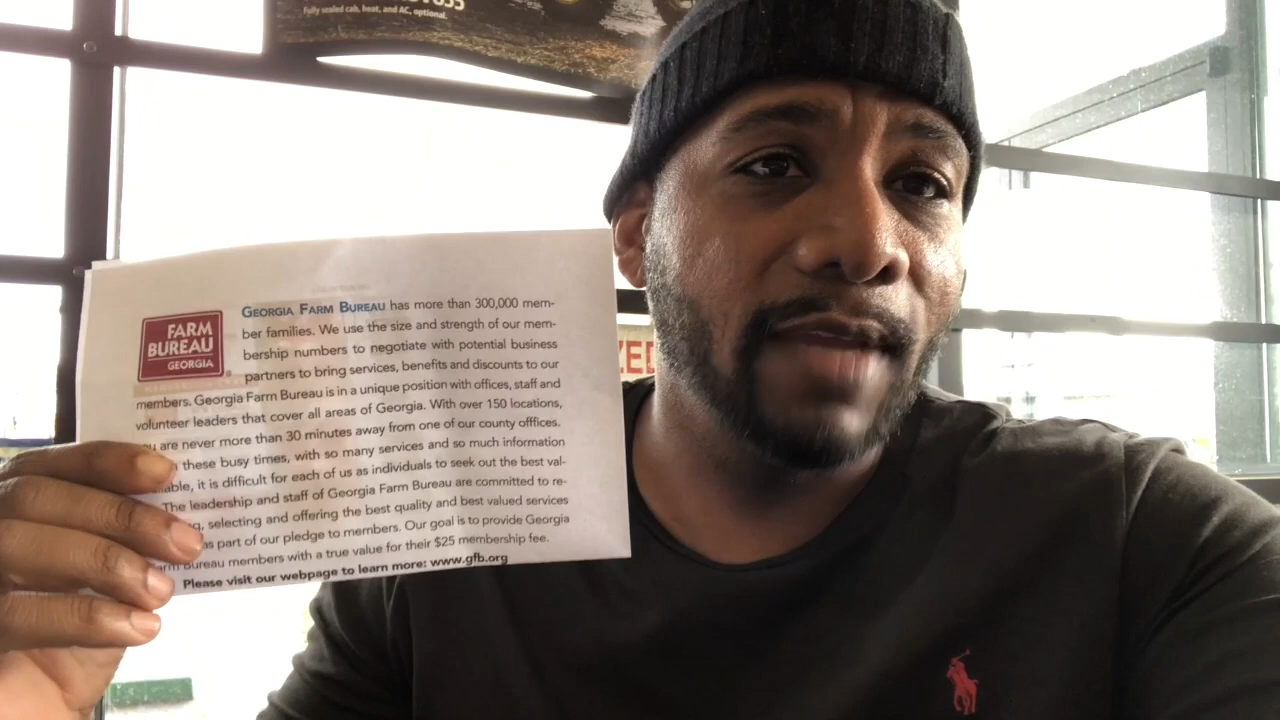 Fully sealed cab, heat, and AC, optional.
FARM
BUREAU
GEORGIA
GEORGIA FARM BUREAU has more than 300,000 mem-
ber families. We use the size and strength of our mem-
bership numbers to negotiate with potential business
partners to bring services, benefits and discounts to our
members. Georgia Farm Bureau is in a unique position with offices, staff and
volunteer leaders that cover all areas of Georgia. With over 150 locations,
are never more than 30 minutes away from one of our county offfices.
these busy times, with so many services and so much information
it is difficult for each of us as individuals to seek out the best val-
The leadership and staff of Georgia Farm Bureau are committed to re-
selecting and offering the best quality and best valued services
as part of our pledge to members. Our goal is to provide Georgia
Bureau members with a true value for their $25 membership fee.
Please visit our webpage to learn more: www.gfb.org